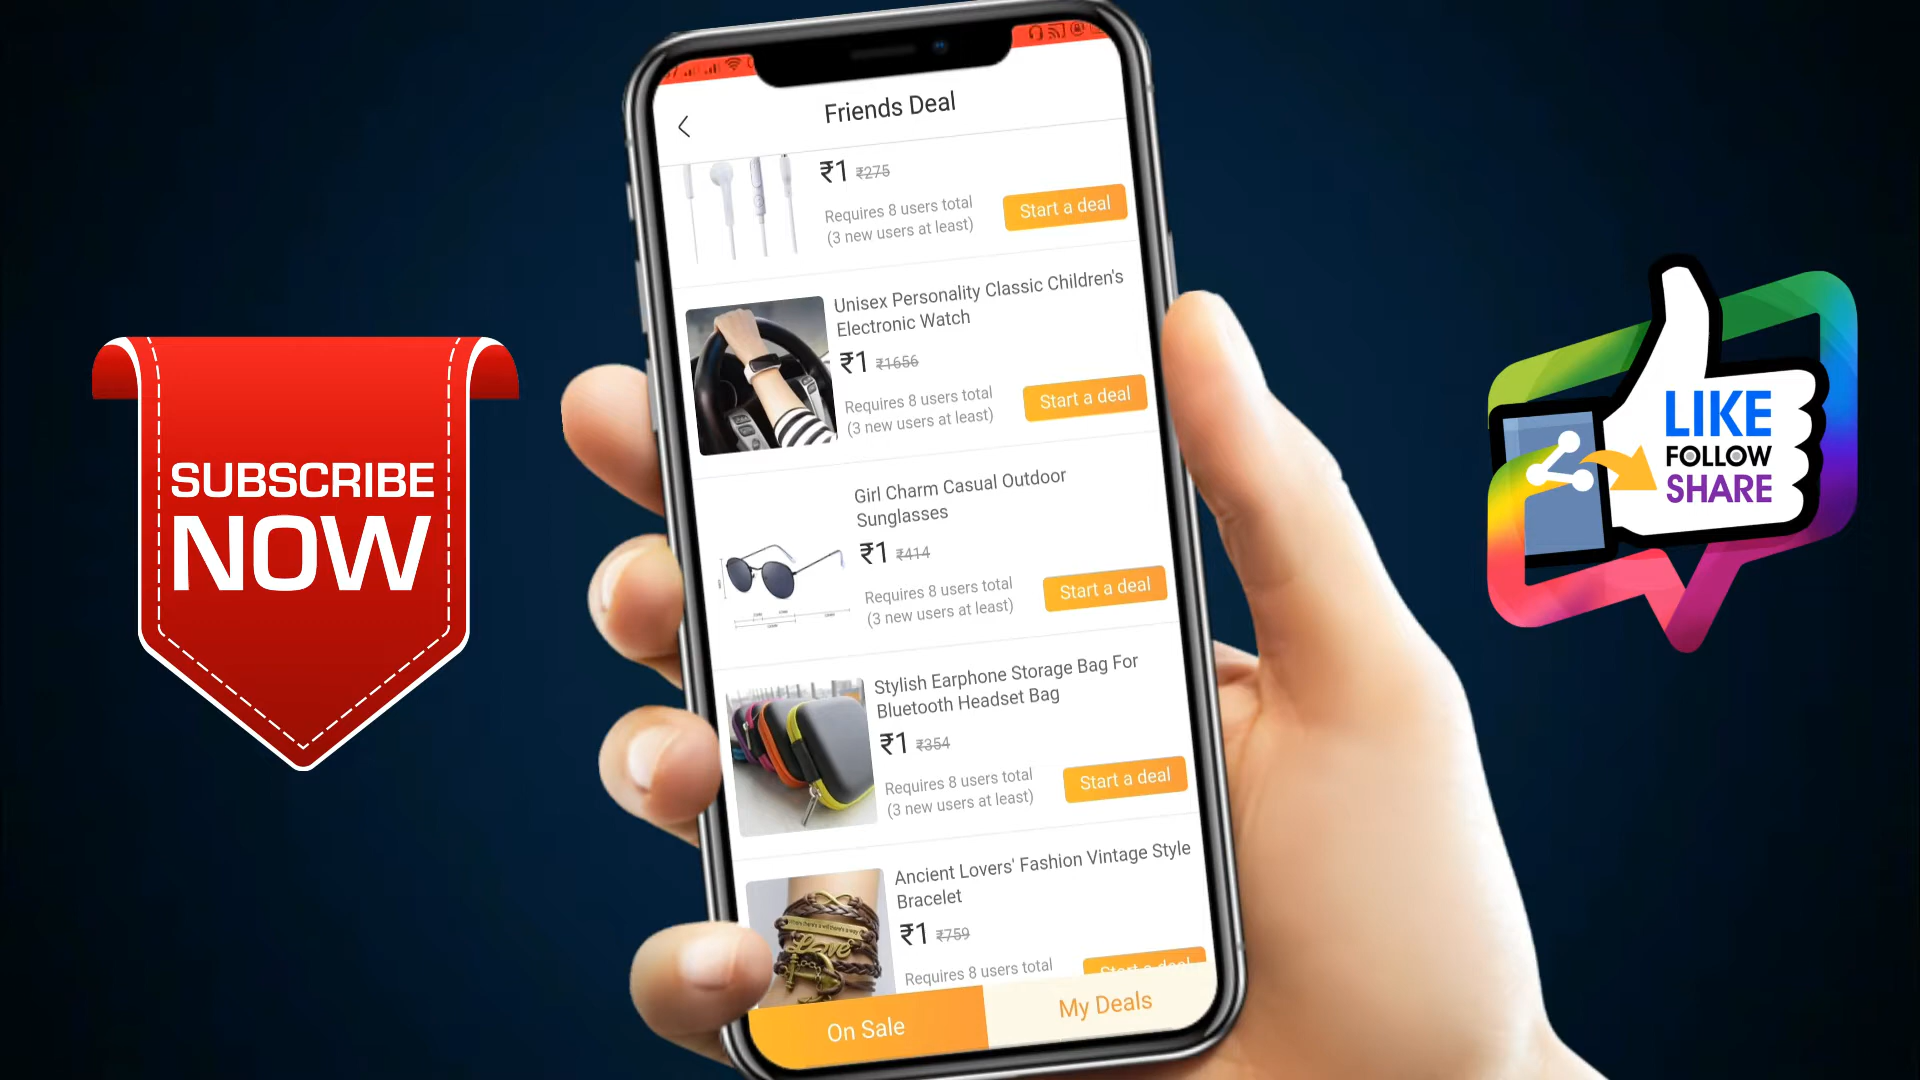 Friends Deal
₹1 ₹275
Requires 8 users total
(3 new users at least)
Start a deal
Unisex Personality Classic Children's
Electronic Watch
₹1 ₹1656
Requires 8 users total
(3 new users at least)
Start a deal
Girl Charm Casual Outdoor
Sunglasses
₹1 ₹414
Requires 8 users total
(3 new users at least)
Start a deal
Stylish Earphone Storage Bag For
Bluetooth Headset Bag
₹1 ₹354
Requires 8 users total
(3 new users at least)
Start a deal
Ancient Lovers' Fashion Vintage Style
Bracelet
₹1 ₹759
Requires 8 users total
Start a deal
Love
On Sale
My Deals
SUBSCRIBE
NOW
LIKE
FOLLOW
SHARE